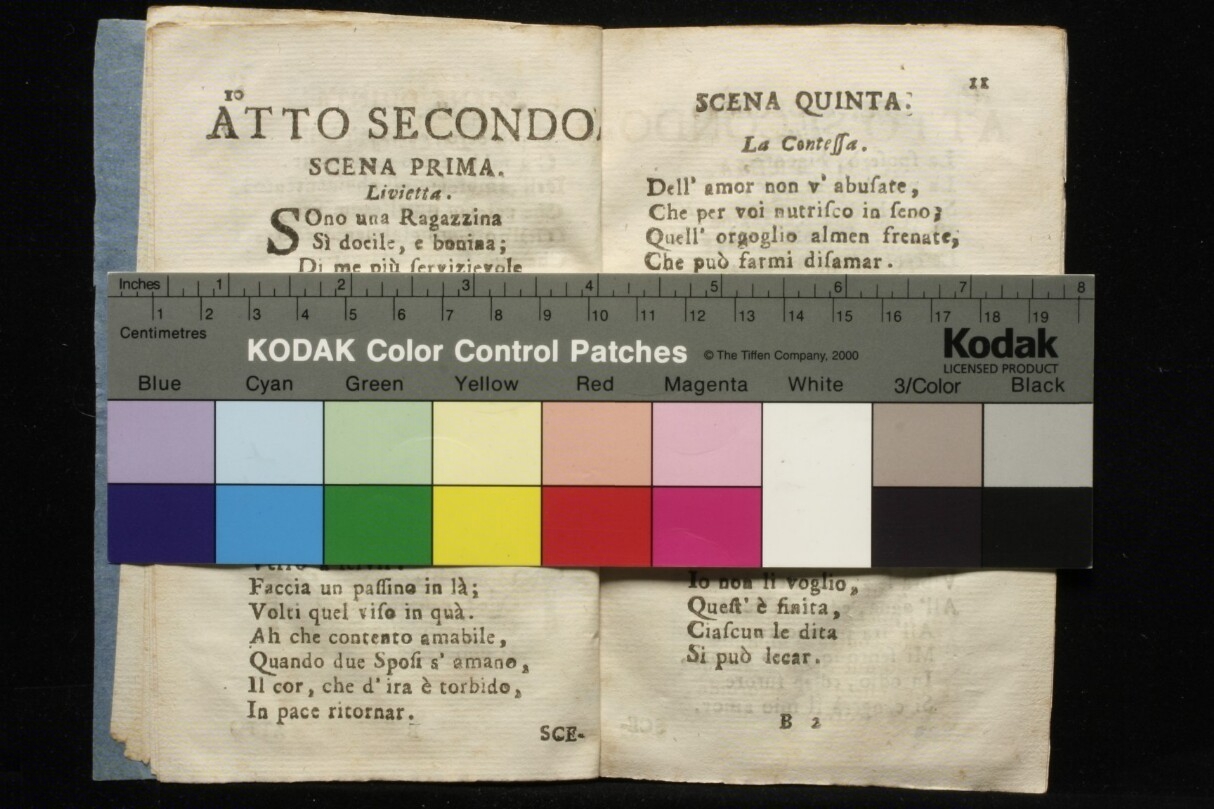 10
ATTO SECONDO.
SCENA PRIMA.
Livietta.
SOno una Ragazzina
Sì docile, e bonina;
Di me più ſervizievole
Faccia un paſſino in là;
Volti quel viſo in quà.
Ah che contento amabile,
Quando due Spoſi s' amano,
Il cor, che d' ira è torbido,
In pace ritornar.
SCE-
11
SCENA QUINTA.
La Conteſſa.
Dell' amor non v' abuſate,
Che per voi nutriſco in ſeno;
Quell' orgoglio almen frenate,
Che può farmi diſamar.
Io non li voglio,
Queſt' è finita,
Ciaſcun le dita
Si può lecar.
B 2
Inches 1 2 3 4 5 6 7 8
Centimetres 1 2 3 4 5 6 7 8 9 10 11 12 13 14 15 16 17 18 19
KODAK Color Control Patches © The Tiffen Company, 2000
Kodak
LICENSED PRODUCT
Blue Cyan Green Yellow Red Magenta White 3/Color Black